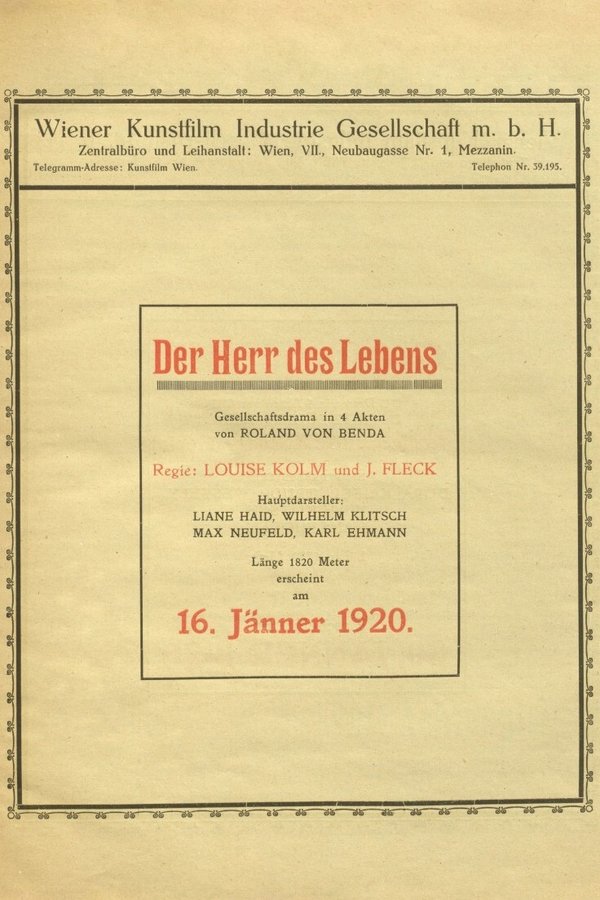 Wiener Kunstfilm Industrie Gesellschaft m. b. H.
Zentralbüro und Leihanstalt: Wien, VII., Neubaugasse Nr. 1, Mezzanin.
Telegramm-Adresse: Kunstfilm Wien. Telephon Nr. 39.195.
Der Herr des Lebens
Gesellschaftsdrama in 4 Akten
von ROLAND VON BENDA
Regie: LOUISE KOLM und J. FLECK
Hauptdarsteller:
LIANE HAID, WILHELM KLITSCH
MAX NEUFELD, KARL EHMANN
Länge 1820 Meter
erscheint
am
16. Jänner 1920.